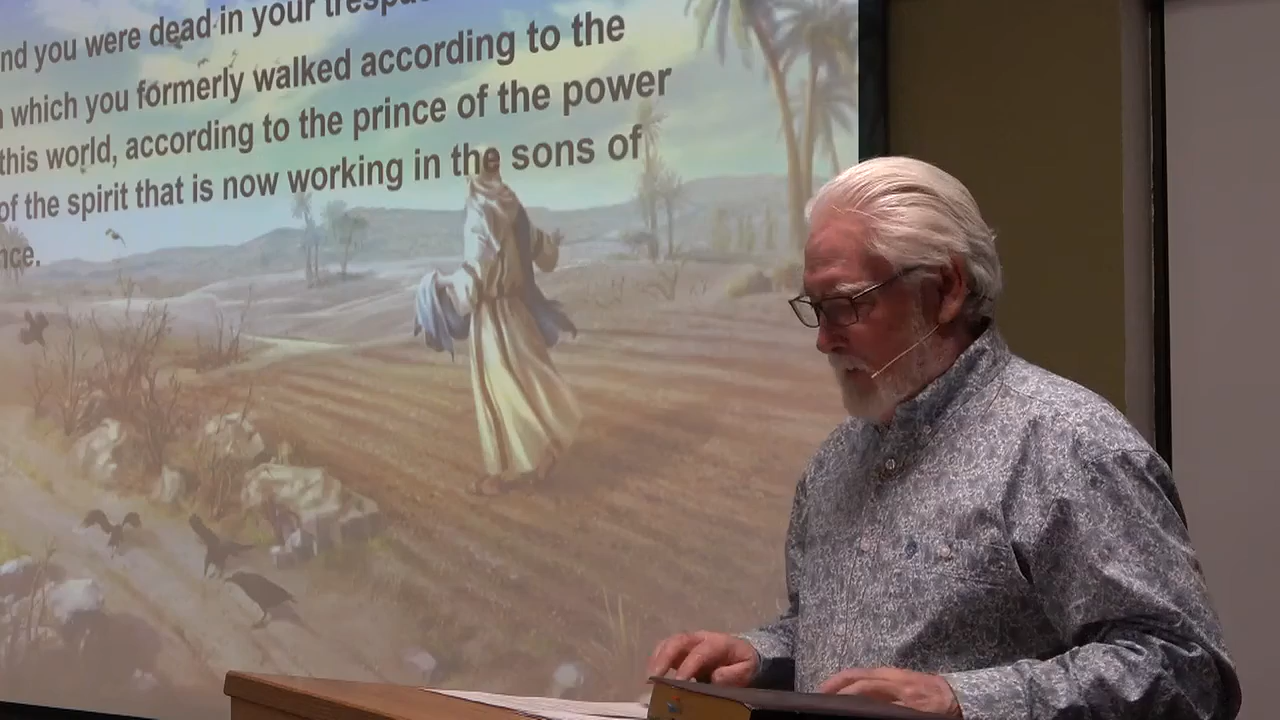 nd you were dead in your trespa
which you formerly walked according to the
this world, according to the prince of the power
of the spirit that is now working in the sons of
nce.